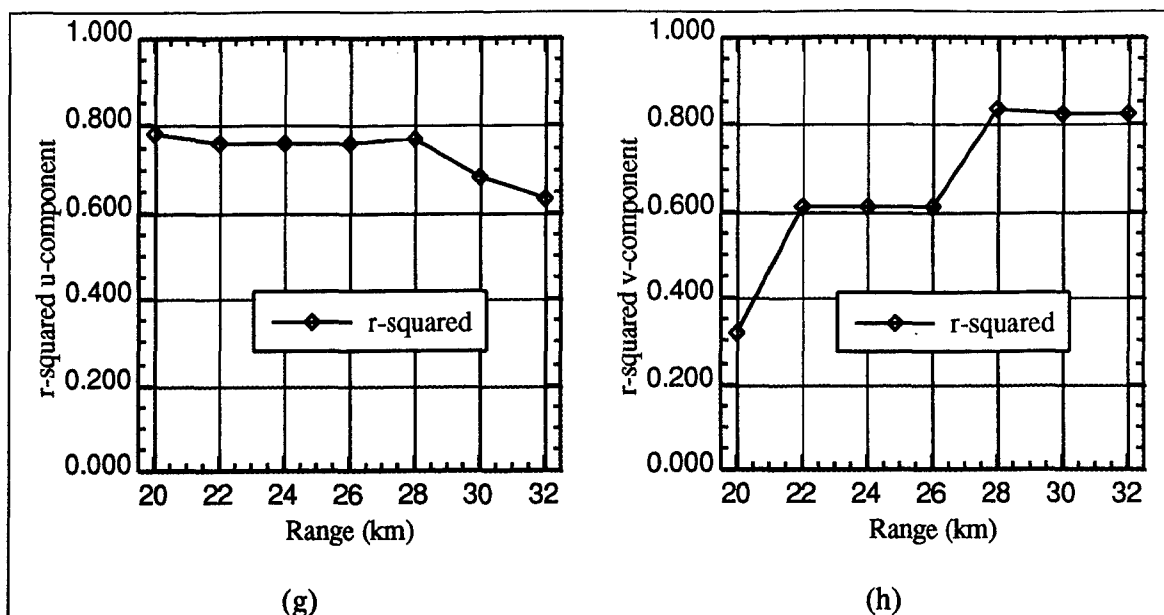 1.000
0.800
0.600
0.400
0.200
0.000
r-squared u-component
r-squared
20 22 24 26 28 30 32
Range (km)
(g)
1.000
0.800
0.600
0.400
0.200
0.000
r-squared v-component
r-squared
20 22 24 26 28 30 32
Range (km)
(h)